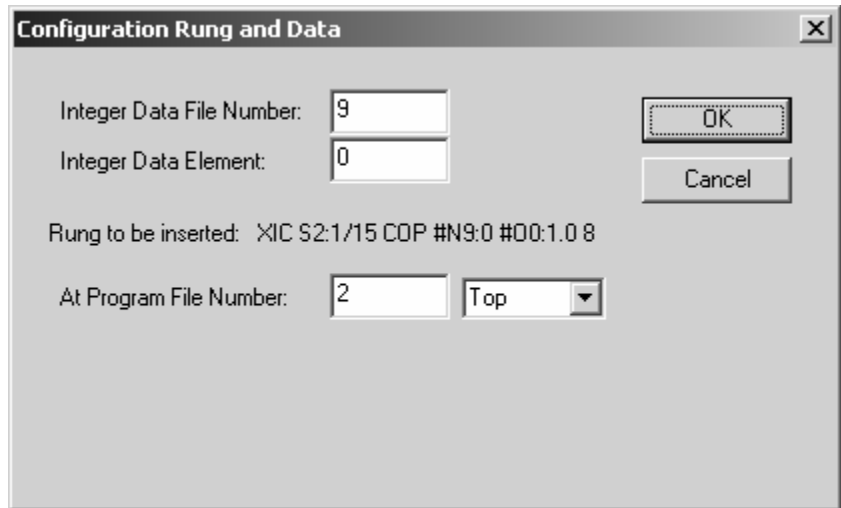 Configuration Rung and Data
Integer Data File Number: 9
OK
Integer Data Element: 0
Cancel
Rung to be inserted: XIC S2:1/15 COP #N9:0 #O0:1.0 8
At Program File Number: 2 Top